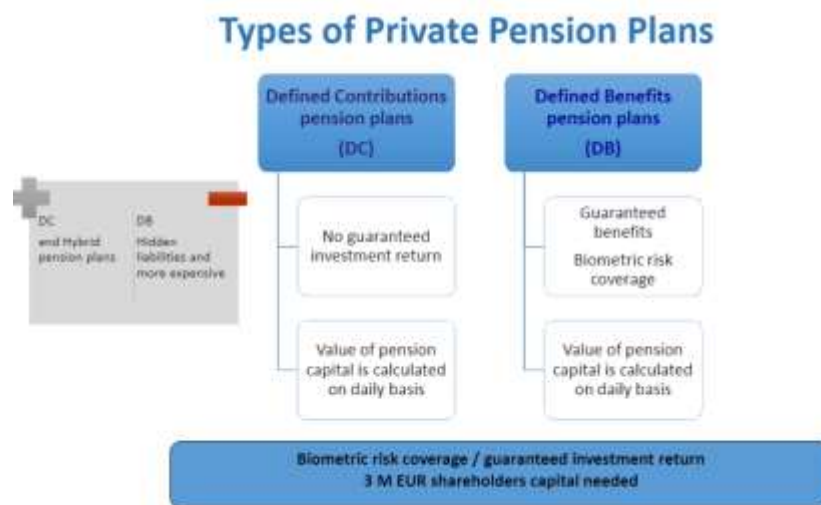 Types of Private Pension Plans
Defined Contributions
pension plans
(DC)
Defined Benefits
pension plans
(DB)
DC
and Hybrid
pension plans
DB
Hidden
liabilities and
more expensive
No guaranteed
investment return
Guaranteed
benefits
Biometric risk
coverage
Value of pension
capital is calculated
on daily basis
Value of pension
capital is calculated
on daily basis
Biometric risk coverage / guaranteed investment return
3 M EUR shareholders capital needed